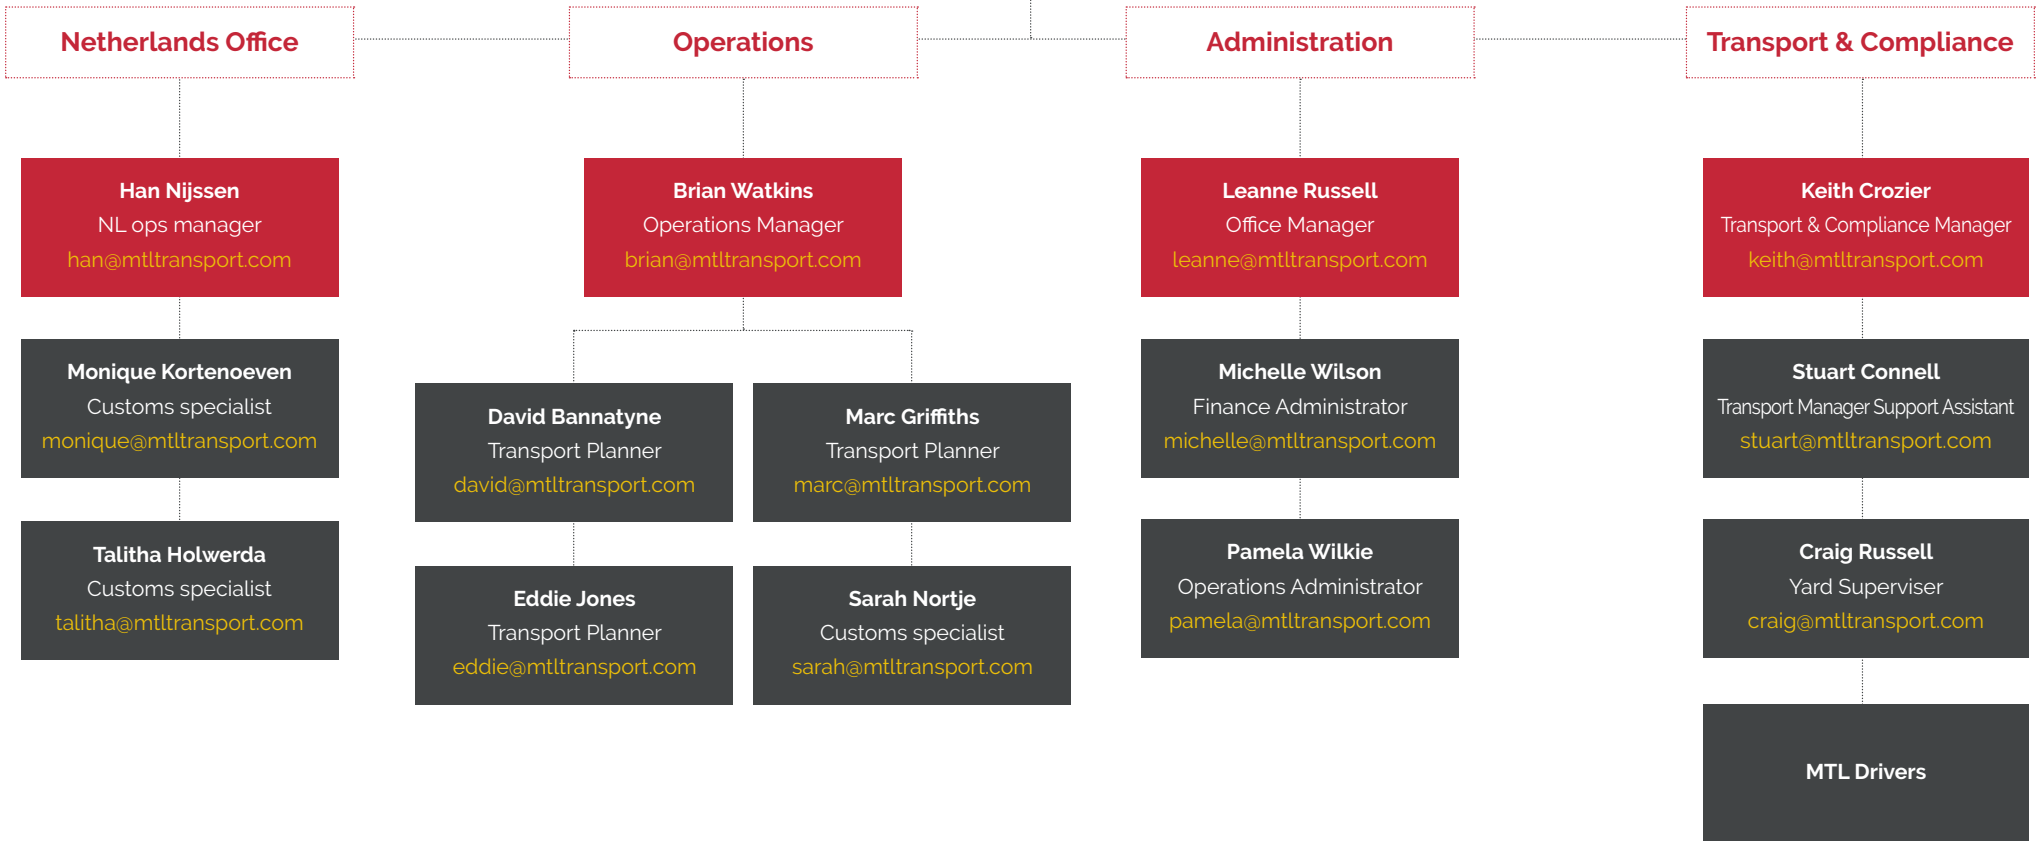 Netherlands Office
Operations
Administration
Transport & Compliance
Han Nijssen
NL ops manager
han@mtltransport.com
Brian Watkins
Operations Manager
brian@mtltransport.com
Leanne Russell
Office Manager
leanne@mtltransport.com
Keith Crozier
Transport & Compliance Manager
keith@mtltransport.com
Monique Kortenoeven
Customs specialist
monique@mtltransport.com
David Bannatyne
Transport Planner
david@mtltransport.com
Marc Griffiths
Transport Planner
marc@mtltransport.com
Michelle Wilson
Finance Administrator
michelle@mtltransport.com
Stuart Connell
Transport Manager Support Assistant
stuart@mtltransport.com
Talitha Holwerda
Customs specialist
talitha@mtltransport.com
Eddie Jones
Transport Planner
eddie@mtltransport.com
Sarah Nortje
Customs specialist
sarah@mtltransport.com
Pamela Wilkie
Operations Administrator
pamela@mtltransport.com
Craig Russell
Yard Superviser
craig@mtltransport.com
MTL Drivers